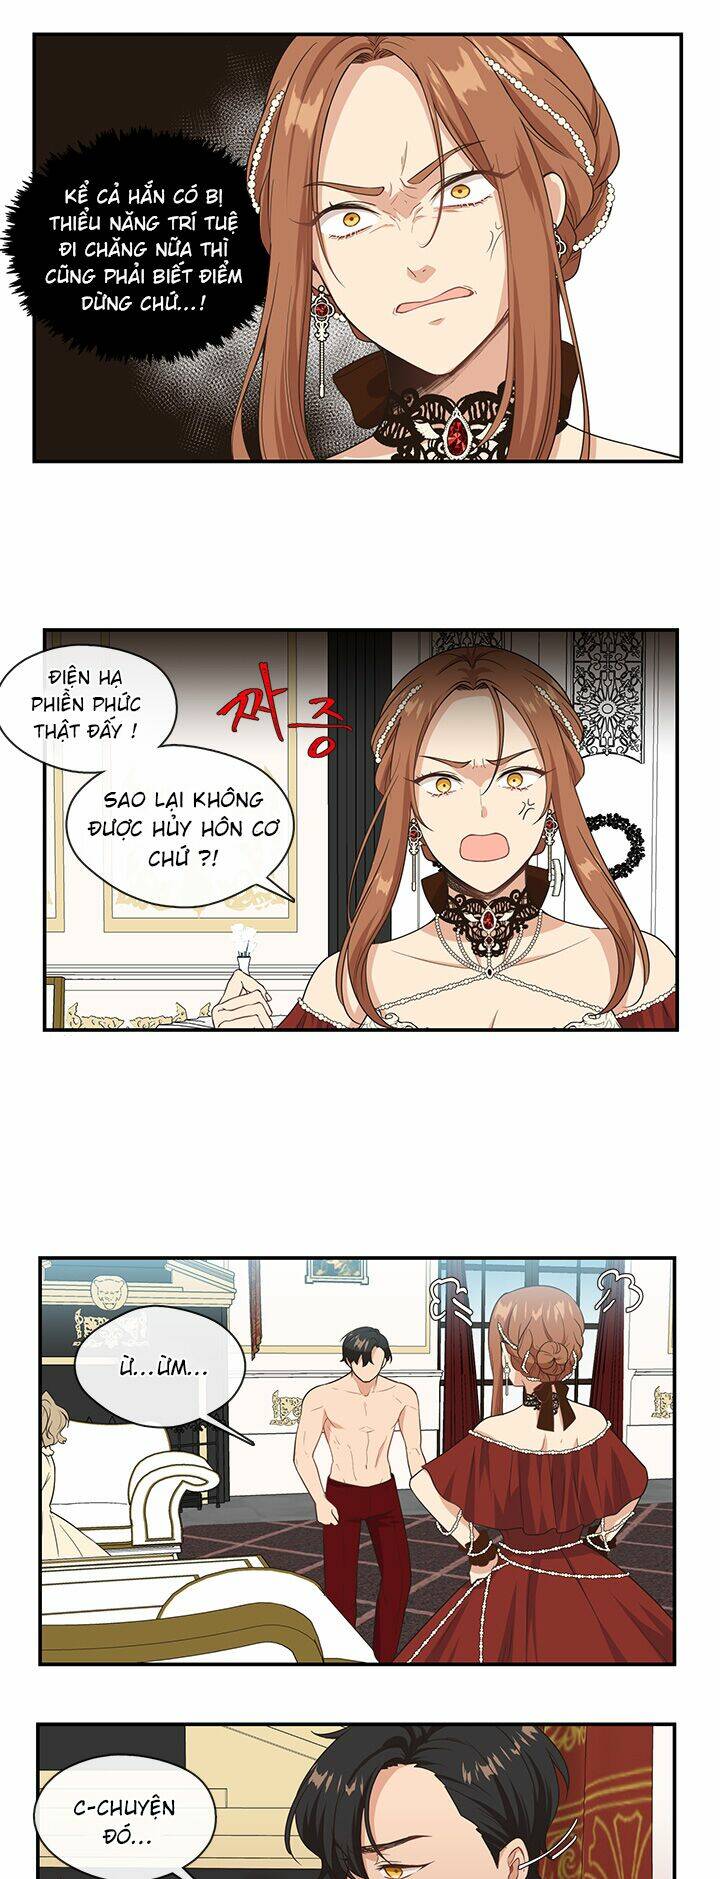 KỂ CẢ HẮN CÓ BỊ
THIỂU NĂNG TRÍ TUỆ
ĐI CHĂNG NỮA THÌ
CŨNG PHẢI BIẾT ĐIỂM
DỪNG CHỨ...!
ĐIỆN HẠ
PHIỀN PHỨC
THẬT ĐẤY !
짜증
SAO LẠI KHÔNG
ĐƯỢC HỦY HÔN CƠ
CHỨ ?!
Ừ...ỪM...
C-CHUYỆN
ĐÓ...